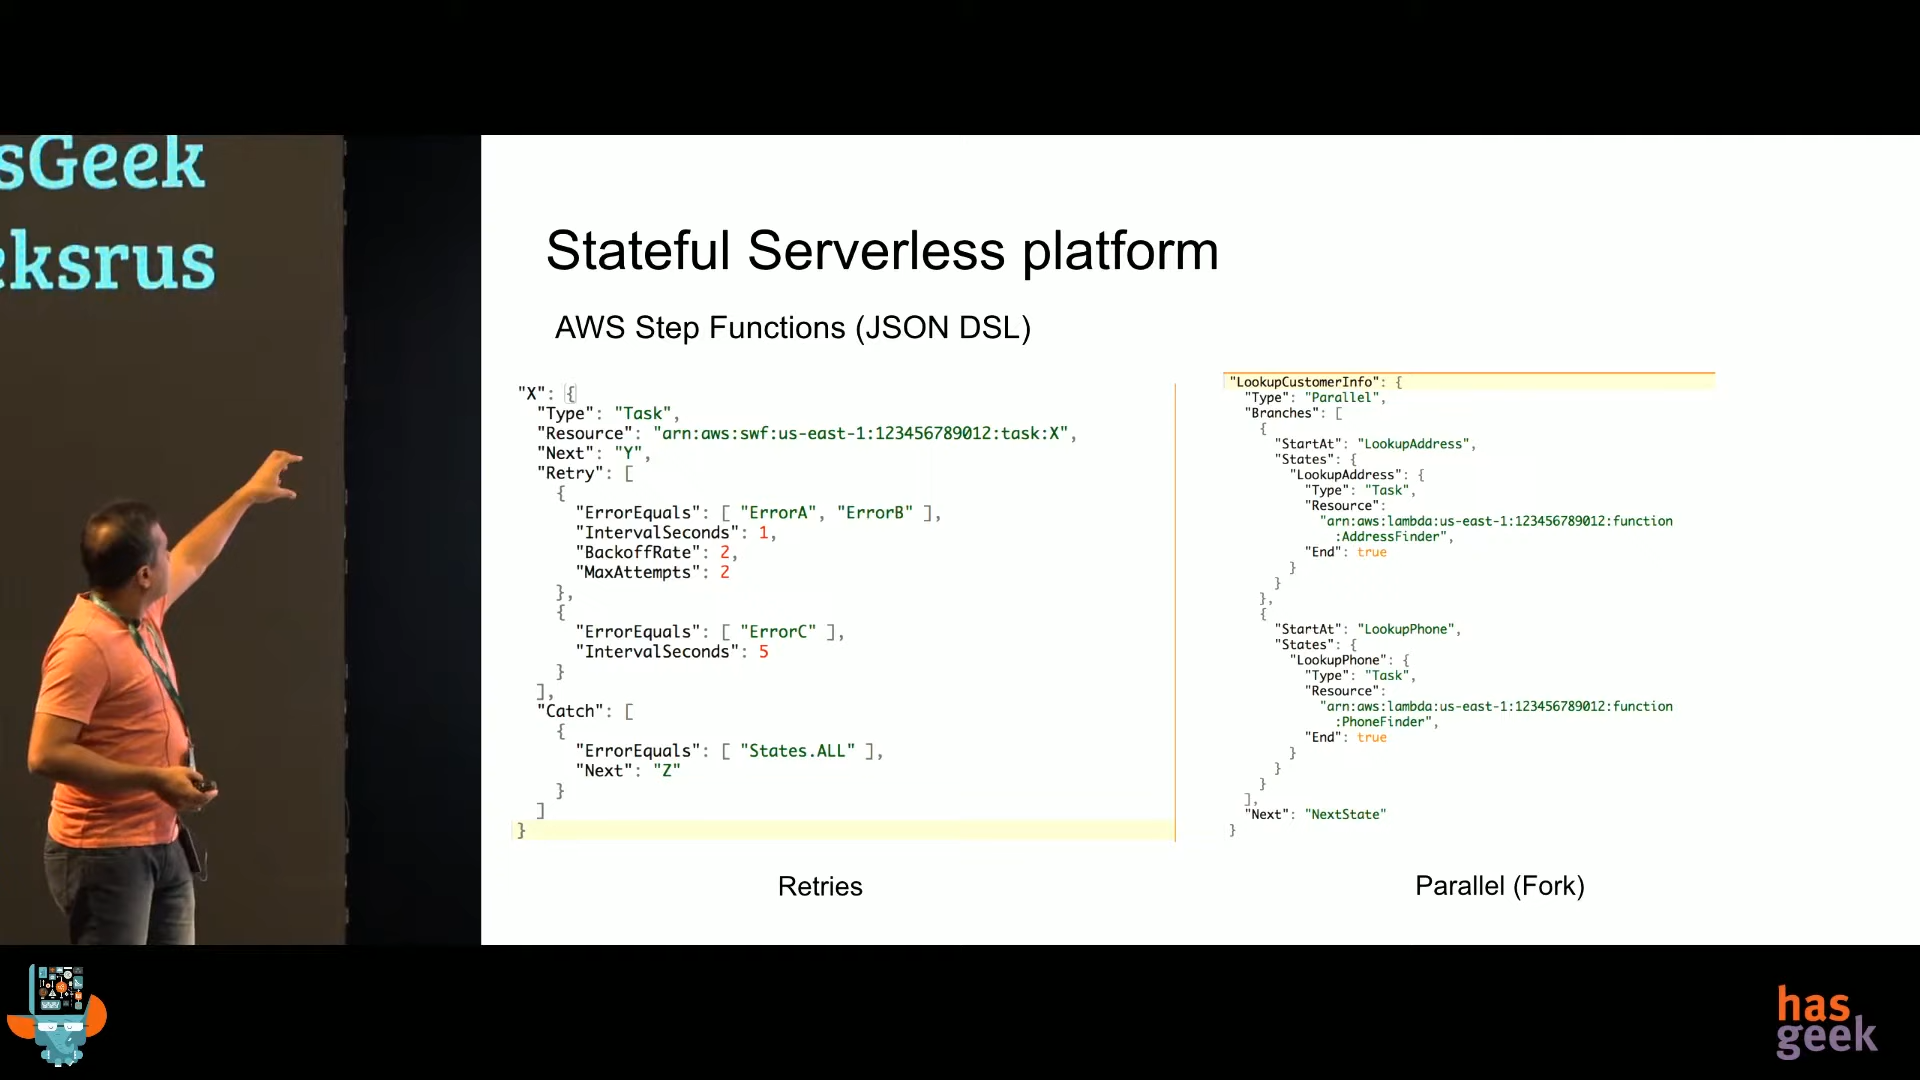 sGeek
eksrus
Stateful Serverless platform
AWS Step Functions (JSON DSL)
"X": {
"Type": "Task",
"Resource": "arn:aws:swf:us-east-1:123456789012:task:X",
"Next": "Y",
"Retry": [
{
"ErrorEquals": [ "ErrorA", "ErrorB" ],
"IntervalSeconds": 1,
"BackoffRate": 2,
"MaxAttempts": 2
},
{
"ErrorEquals": [ "ErrorC" ],
"IntervalSeconds": 5
}
],
"Catch": [
{
"ErrorEquals": [ "States.ALL" ],
"Next": "Z"
}
]
}
Retries
"LookupCustomerInfo": {
"Type": "Parallel",
"Branches": [
{
"StartAt": "LookupAddress",
"States": {
"LookupAddress": {
"Type": "Task",
"Resource":
"arn:aws:lambda:us-east-1:123456789012:function
:AddressFinder",
"End": true
}
}
},
{
"StartAt": "LookupPhone",
"States": {
"LookupPhone": {
"Type": "Task",
"Resource":
"arn:aws:lambda:us-east-1:123456789012:function
:PhoneFinder",
"End": true
}
}
}
],
"Next": "NextState"
}
Parallel (Fork)
has
geek